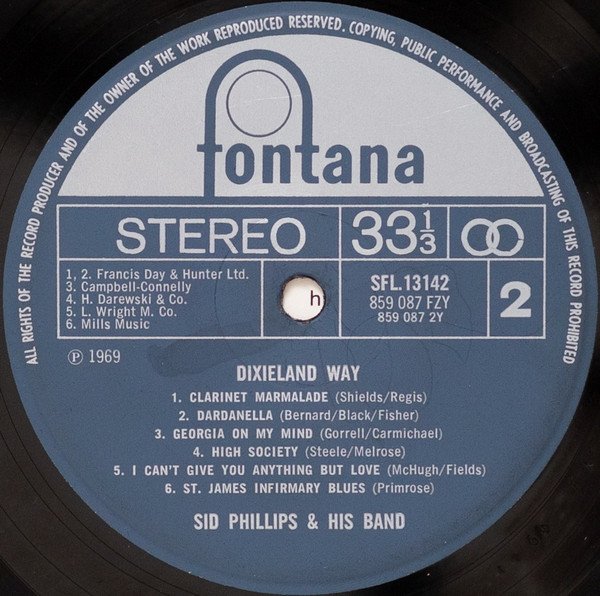 ALL RIGHTS OF THE RECORD PRODUCER AND OF THE OWNER OF THE WORK REPRODUCED RESERVED. COPYING, PUBLIC PERFORMANCE AND BROADCASTING OF THIS RECORD PROHIBITED
fontana
STEREO
33 1/3
1, 2. Francis Day & Hunter Ltd.
3. Campbell-Connelly
4. H. Darewski & Co.
5. L. Wright M. Co.
6. Mills Music
h
SFL.13142
859 087 FZY
859 087 2Y
2
℗ 1969
DIXIELAND WAY
1. CLARINET MARMALADE (Shields/Regis)
2. DARDANELLA (Bernard/Black/Fisher)
3. GEORGIA ON MY MIND (Gorrell/Carmichael)
4. HIGH SOCIETY (Steele/Melrose)
5. I CAN'T GIVE YOU ANYTHING BUT LOVE (McHugh/Fields)
6. ST. JAMES INFIRMARY BLUES (Primrose)
SID PHILLIPS & HIS BAND